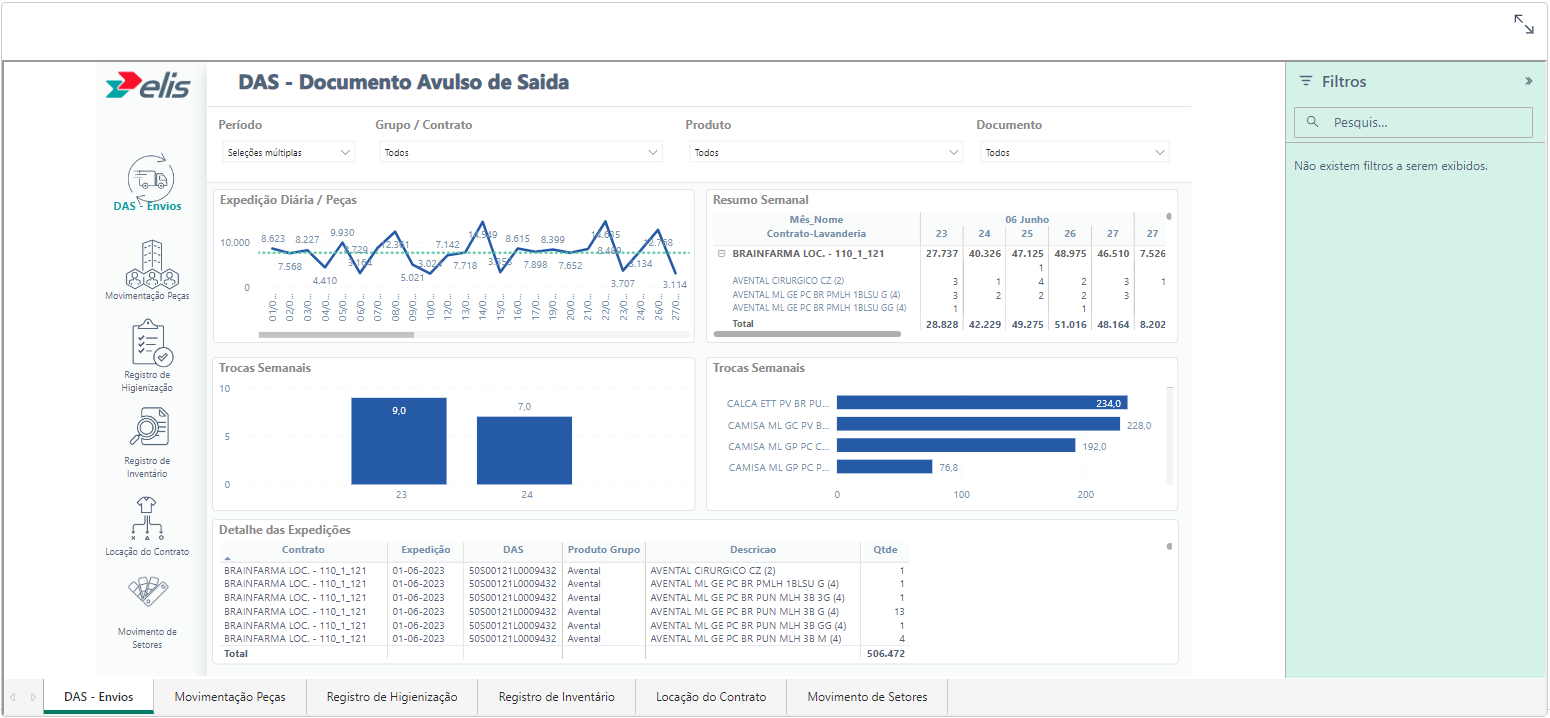 elis
DAS - Documento Avulso de Saida
Filtros
Pesquis...
Não existem filtros a serem exibidos.
Período
Grupo / Contrato
Produto
Documento
Seleções múltiplas
Todos
Todos
Todos
DAS - Envios
Movimentação Peças
Registro de
Higienização
Registro de
Inventário
Locação do Contrato
Movimento de
Setores
Expedição Diária / Peças
10.000
0
8.623
7.568
8.227
4.410
9.930
3.164
12.361
5.021
3.024
7.142
7.718
14.549
8.615
7.898
8.399
7.652
14.635
3.707
3.134
12.758
3.114
01/0...
02/0...
03/0...
04/0...
05/0...
06/0...
07/0...
08/0...
09/0...
10/0...
12/0...
13/0...
14/0...
15/0...
16/0...
17/0...
19/0...
20/0...
21/0...
22/0...
23/0...
24/0...
26/0...
27/0...
Resumo Semanal
Mês_Nome 06 Junho
Contrato-Lavanderia 23 24 25 26 27 27
BRAINFARMA LOC. - 110_1_121 27.737 40.326 47.125 48.975 46.510 7.526
1
AVENTAL CIRURGICO CZ (2) 3 1 4 2 3 1
AVENTAL ML GE PC BR PMLH 1BLSU G (4) 3 2 2 2 3
AVENTAL ML GE PC BR PMLH 1BLSU GG (4) 1 1
Total 28.828 42.229 49.275 51.016 48.164 8.202
Trocas Semanais
10
5
0
9,0
7,0
23
24
Trocas Semanais
CALCA ETT PV BR PU... 234,0
CAMISA ML GC PV B... 228,0
CAMISA ML GP PC C... 192,0
CAMISA ML GP PC P... 76,8
0 100 200
Detalhe das Expedições
Contrato Expedição DAS Produto Grupo Descricao Qtde
BRAINFARMA LOC. - 110_1_121 01-06-2023 50S00121L0009432 Avental AVENTAL CIRURGICO CZ (2) 1
BRAINFARMA LOC. - 110_1_121 01-06-2023 50S00121L0009432 Avental AVENTAL ML GE PC BR PMLH 1BLSU G (4) 1
BRAINFARMA LOC. - 110_1_121 01-06-2023 50S00121L0009432 Avental AVENTAL ML GE PC BR PUN MLH 3B 3G (4) 1
BRAINFARMA LOC. - 110_1_121 01-06-2023 50S00121L0009432 Avental AVENTAL ML GE PC BR PUN MLH 3B G (4) 13
BRAINFARMA LOC. - 110_1_121 01-06-2023 50S00121L0009432 Avental AVENTAL ML GE PC BR PUN MLH 3B GG (4) 1
BRAINFARMA LOC. - 110_1_121 01-06-2023 50S00121L0009432 Avental AVENTAL ML GE PC BR PUN MLH 3B M (4) 4
Total 506.472
DAS - Envios
Movimentação Peças
Registro de Higienização
Registro de Inventário
Locação do Contrato
Movimento de Setores